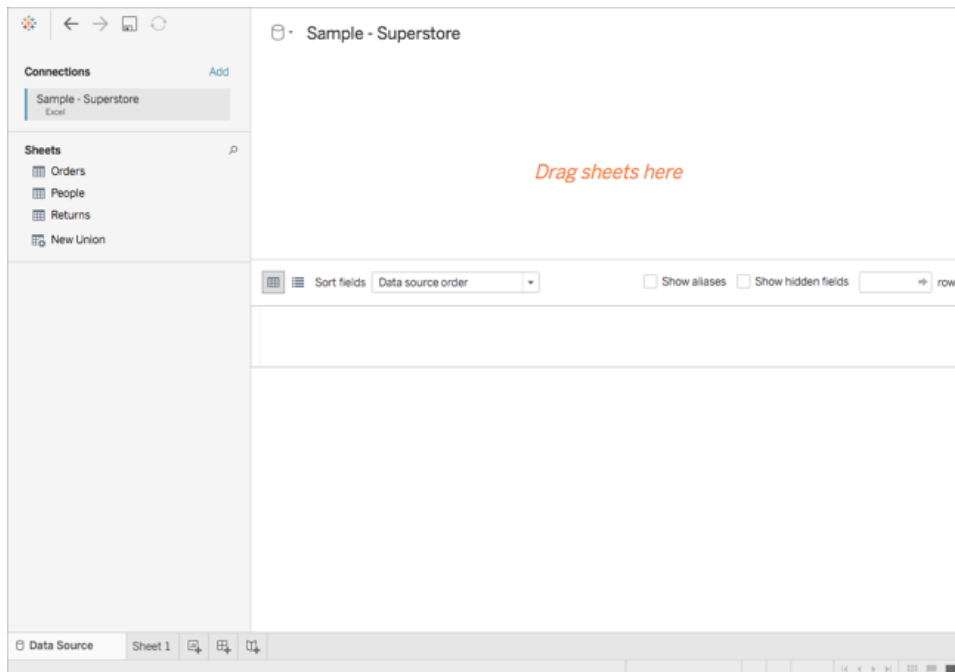 Sample - Superstore
Connections Add
Sample - Superstore
Excel
Sheets
Orders
People
Returns
New Union
Drag sheets here
Sort fields Data source order Show aliases Show hidden fields row
Data Source Sheet 1